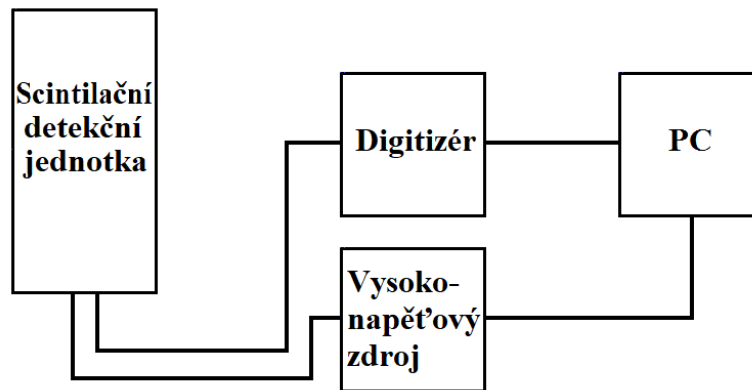 Scintilační
detekční
jednotka
Digitizér
PC
Vysoko-
napěťový
zdroj